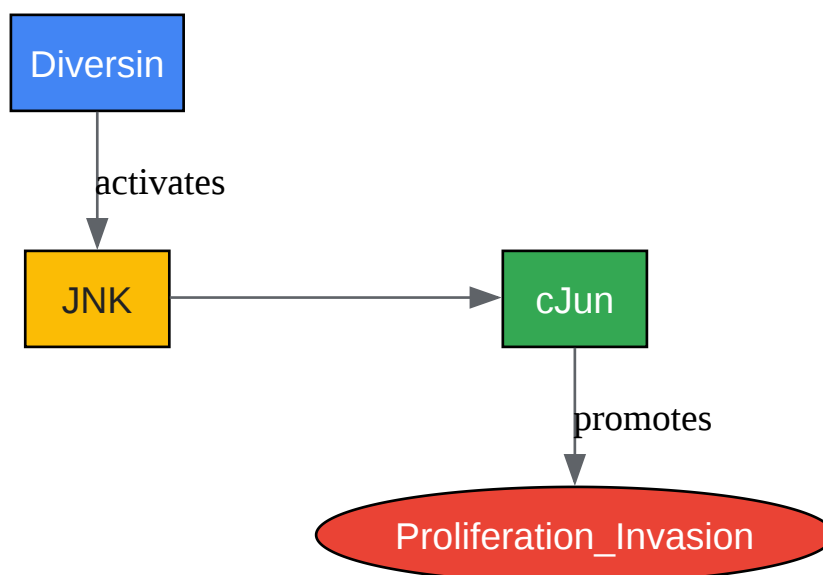 Diversin
activates
JNK
cJun
promotes
Proliferation_Invasion